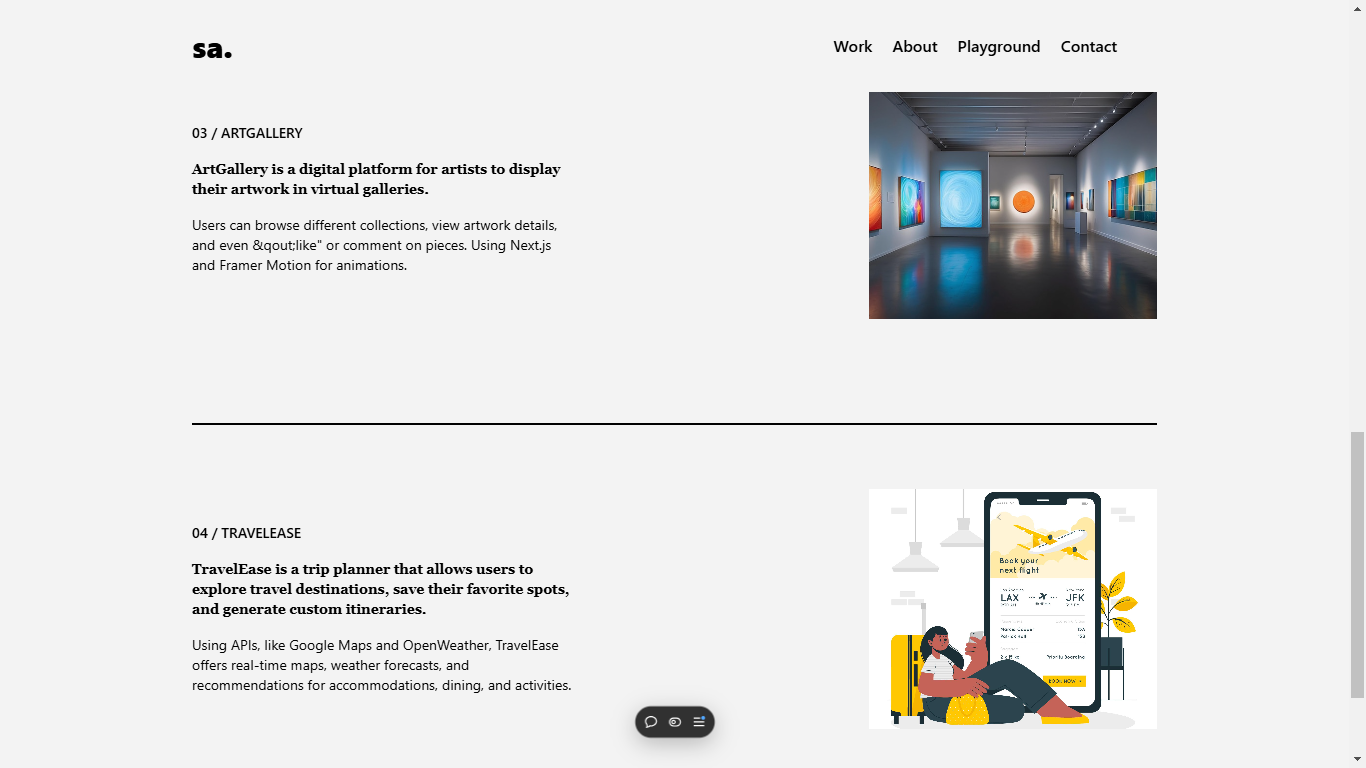 sa.
Work About Playground Contact
03 / ARTGALLERY
ArtGallery is a digital platform for artists to display
their artwork in virtual galleries.
Users can browse different collections, view artwork details,
and even &qout;like" or comment on pieces. Using Next.js
and Framer Motion for animations.
04 / TRAVELEASE
TravelEase is a trip planner that allows users to
explore travel destinations, save their favorite spots,
and generate custom itineraries.
Using APIs, like Google Maps and OpenWeather, TravelEase
offers real-time maps, weather forecasts, and
recommendations for accommodations, dining, and activities.
Book your
next flight
LAX JFK
Priority Boarding
BOOK NOW